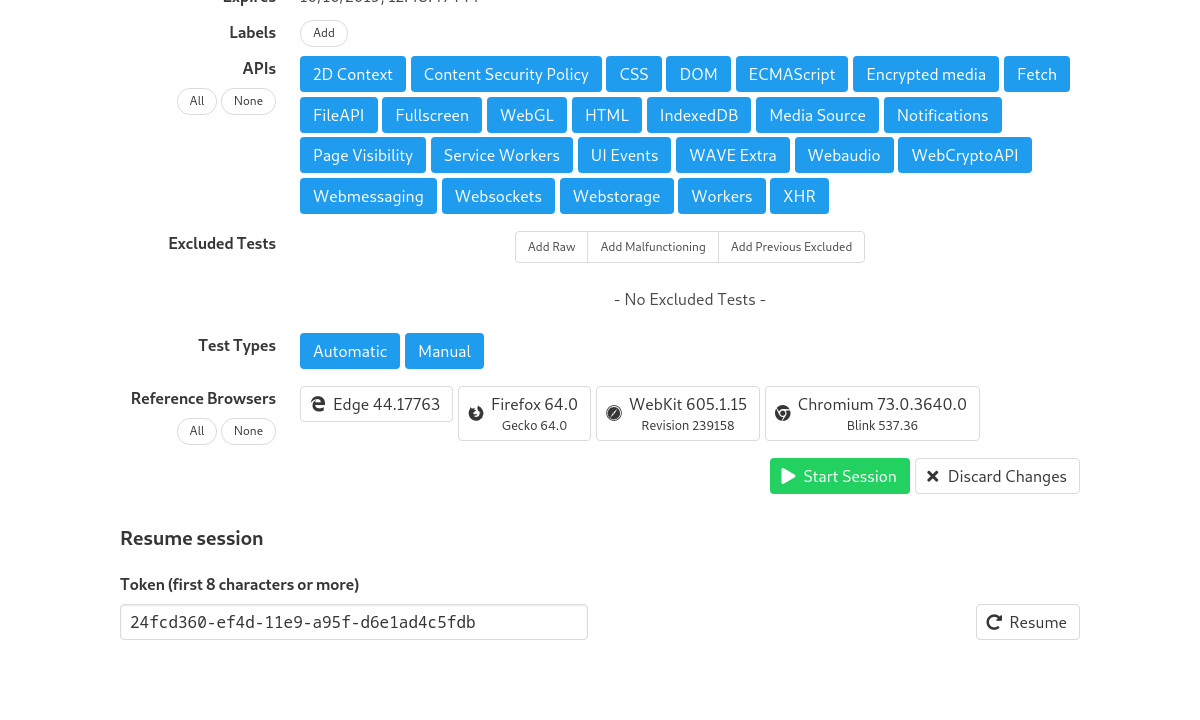 Labels Add
APIs
All None
2D Context Content Security Policy CSS DOM ECMAScript Encrypted media Fetch
FileAPI Fullscreen WebGL HTML IndexedDB Media Source Notifications
Page Visibility Service Workers UI Events WAVE Extra Webaudio WebCryptoAPI
Webmessaging Websockets Webstorage Workers XHR
Excluded Tests Add Raw Add Malfunctioning Add Previous Excluded
- No Excluded Tests -
Test Types Automatic Manual
Reference Browsers
All None
Edge 44.17763 Firefox 64.0 WebKit 605.1.15 Chromium 73.0.3640.0
Gecko 64.0 Revision 239158 Blink 537.36
Start Session Discard Changes
Resume session
Token (first 8 characters or more)
24fcd360-ef4d-11e9-a95f-d6e1ad4c5fdb Resume